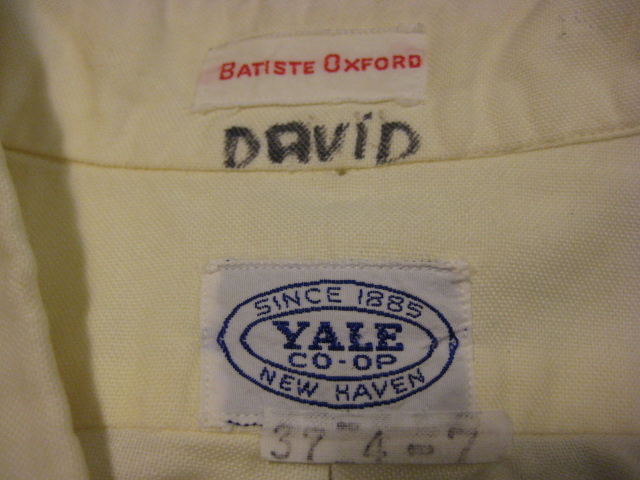 BATISTE OXFORD
DAViD
SINCE 1885
YALE
CO-OP
NEW HAVEN
37 4-7